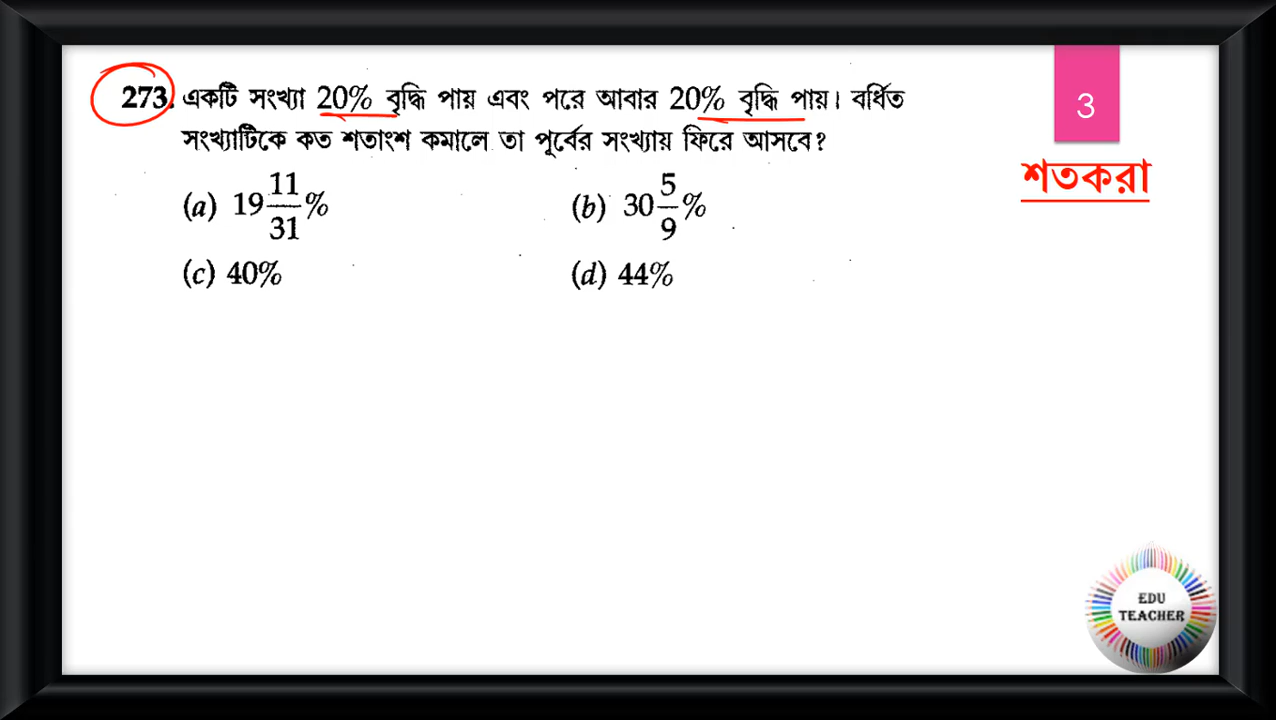 273. একটি সংখ্যা 20% বৃদ্ধি পায় এবং পরে আবার 20% বৃদ্ধি পায়। বর্ধিত
সংখ্যাটিকে কত শতাংশ কমালে তা পূর্বের সংখ্যায় ফিরে আসবে?
(a) 19 11/31 % (b) 30 5/9 %
(c) 40% (d) 44%
3
শতকরা
EDU
TEACHER